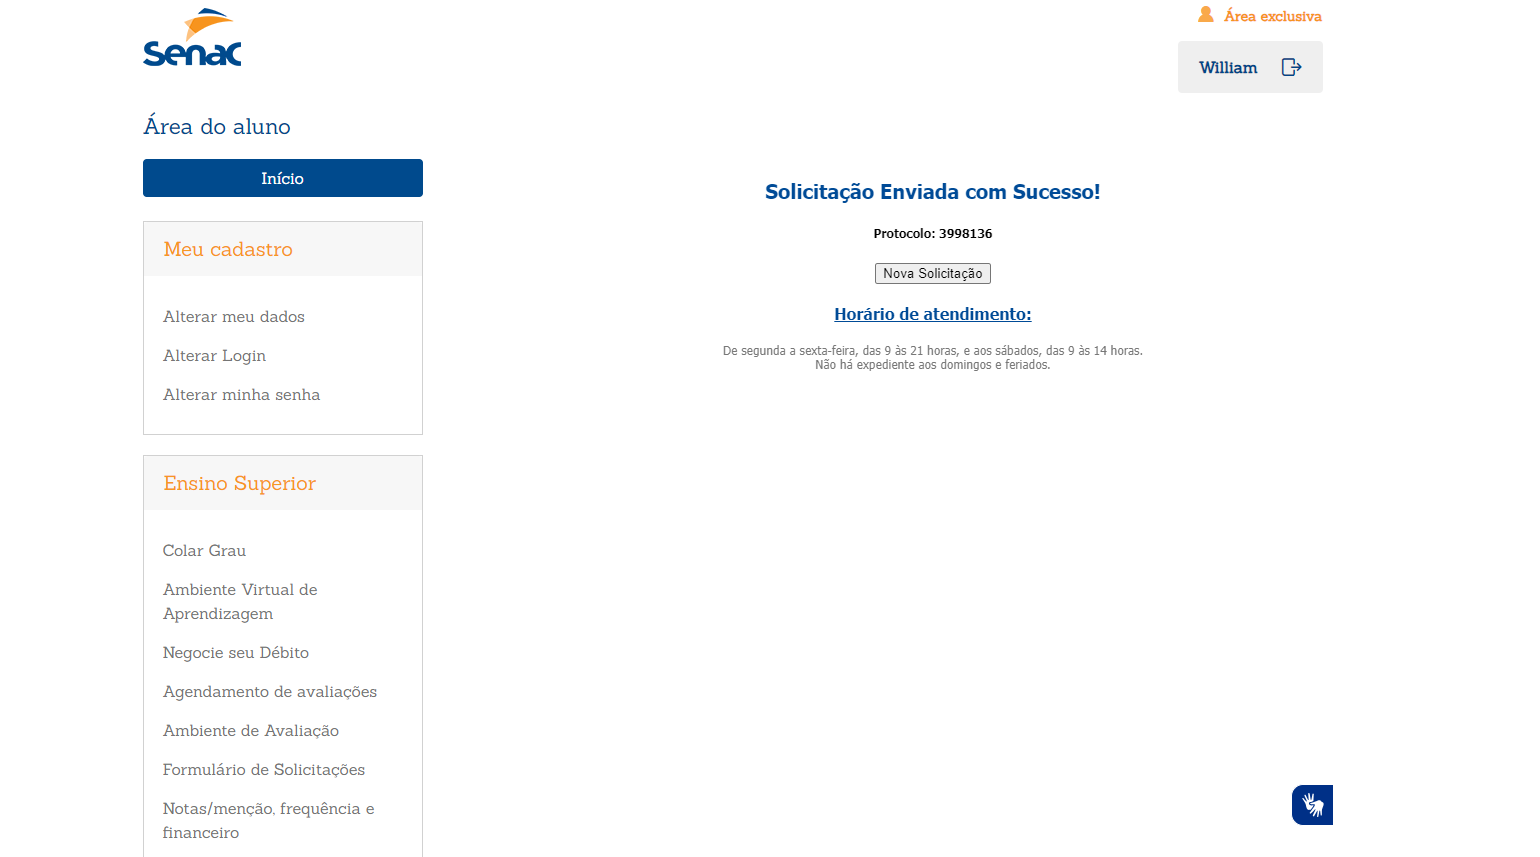 Senac
Área exclusiva
William
Área do aluno
Início
Meu cadastro
Alterar meu dados
Alterar Login
Alterar minha senha
Ensino Superior
Colar Grau
Ambiente Virtual de
Aprendizagem
Negocie seu Débito
Agendamento de avaliações
Ambiente de Avaliação
Formulário de Solicitações
Notas/menção, frequência e
financeiro
Solicitação Enviada com Sucesso!
Protocolo: 3998136
Nova Solicitação
Horário de atendimento:
De segunda a sexta-feira, das 9 às 21 horas, e aos sábados, das 9 às 14 horas.
Não há expediente aos domingos e feriados.